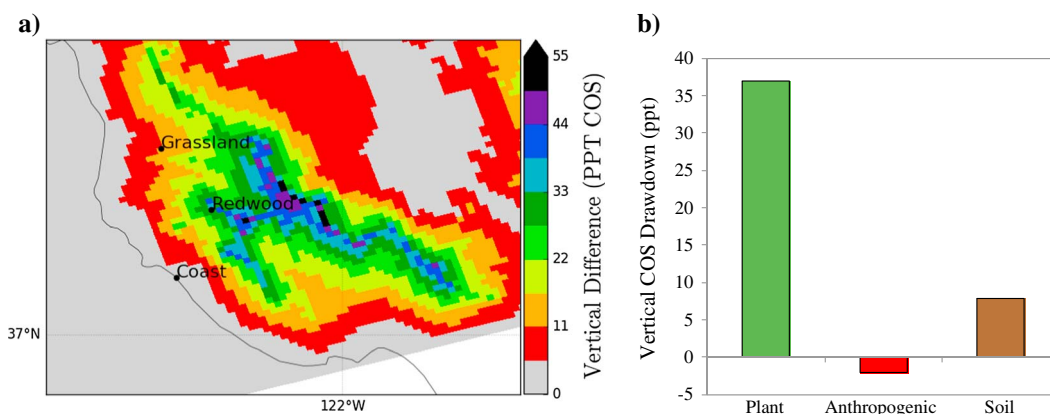 a)
Grassland
Redwood
Coast
37°N
122°W
55
44
33
22
11
0
Vertical Difference (PPT COS)
b)
Vertical COS Drawdown (ppt)
40
35
30
25
20
15
10
5
0
-5
Plant
Anthropogenic
Soil